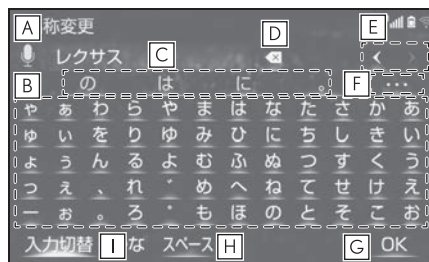 A 称変更 E
レクサス C D < >
B の は に 。 F ...
や あ わ ら や ま は な た さ か あ
ゅ い を り ゆ み ひ に ち し き い
ょ う ん る よ む ふ ぬ つ す く う
っ ぇ 、 れ ゛ め へ ね て せ け え
ー ぉ 。 ろ ゜ も ほ の と そ こ お
入力切替 I な スペース H G OK